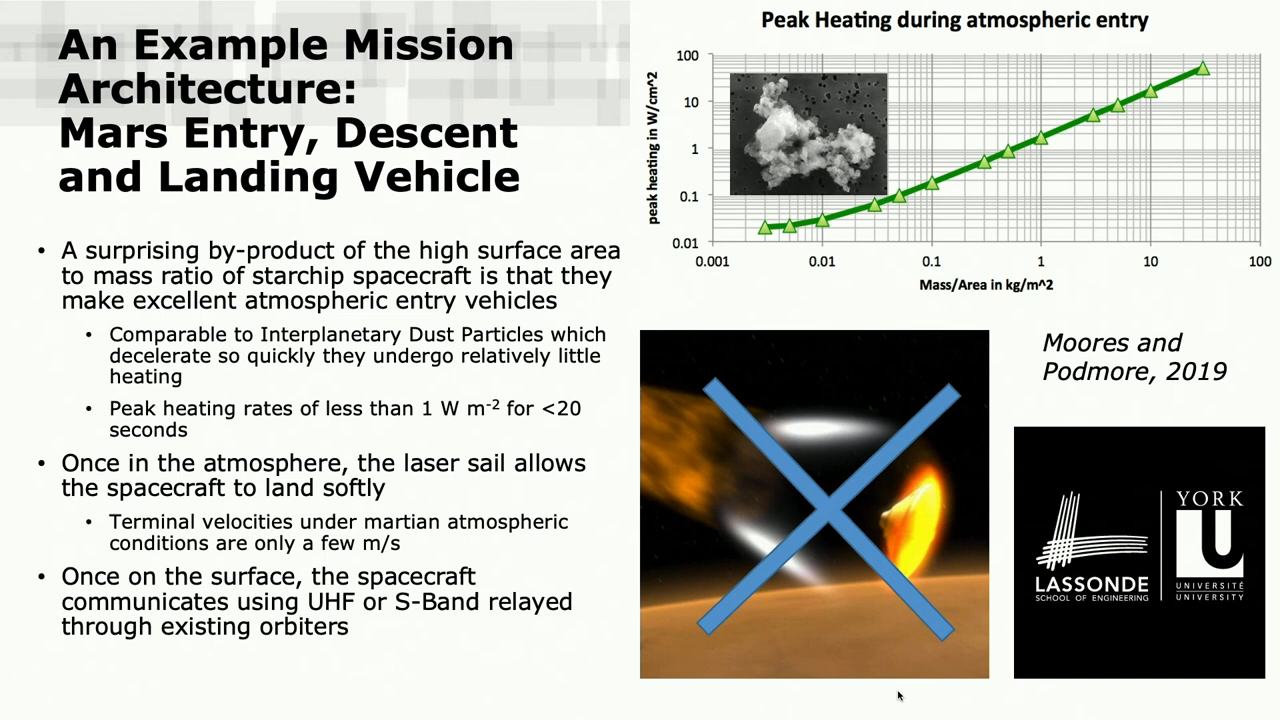 An Example Mission
Architecture:
Mars Entry, Descent
and Landing Vehicle
• A surprising by-product of the high surface area
to mass ratio of starchip spacecraft is that they
make excellent atmospheric entry vehicles
• Comparable to Interplanetary Dust Particles which
decelerate so quickly they undergo relatively little
heating
• Peak heating rates of less than 1 W m-2 for <20
seconds
• Once in the atmosphere, the laser sail allows
the spacecraft to land softly
• Terminal velocities under martian atmospheric
conditions are only a few m/s
• Once on the surface, the spacecraft
communicates using UHF or S-Band relayed
through existing orbiters
Peak Heating during atmospheric entry
peak heating in W/cm^2
100
10
1
0.1
0.01
0.001 0.01 0.1 1 10 100
Mass/Area in kg/m^2
Moores and
Podmore, 2019
LASSONDE
SCHOOL OF ENGINEERING
YORK
U
UNIVERSITÉ
UNIVERSITY